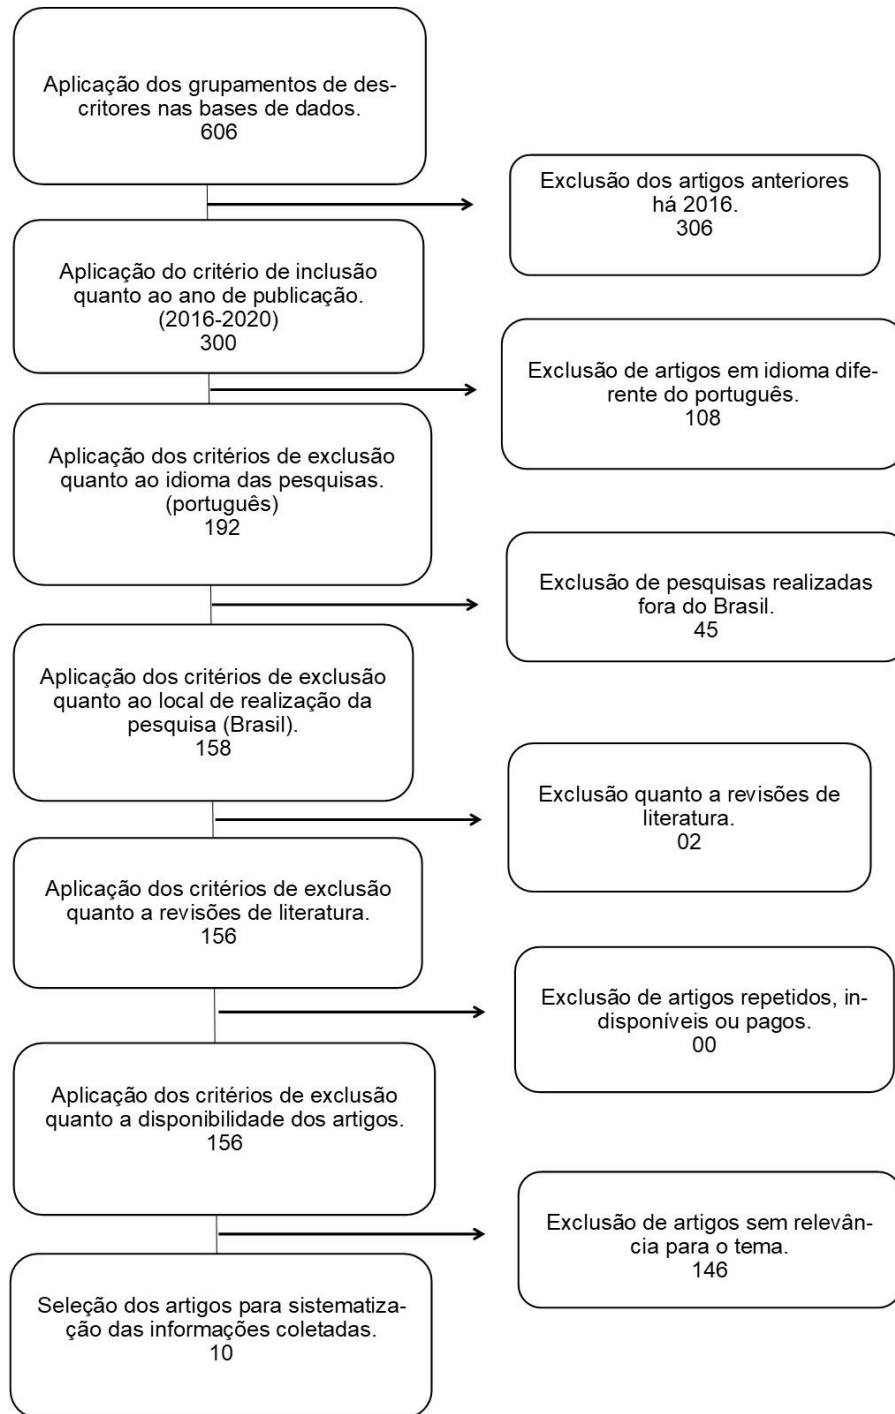 Aplicação dos grupamentos de des-
critores nas bases de dados.
606
Exclusão dos artigos anteriores
há 2016.
306
Aplicação do critério de inclusão
quanto ao ano de publicação.
(2016-2020)
300
Exclusão de artigos em idioma dife-
rente do português.
108
Aplicação dos critérios de exclusão
quanto ao idioma das pesquisas.
(português)
192
Exclusão de pesquisas realizadas
fora do Brasil.
45
Aplicação dos critérios de exclusão
quanto ao local de realização da
pesquisa (Brasil).
158
Exclusão quanto a revisões de
literatura.
02
Aplicação dos critérios de exclusão
quanto a revisões de literatura.
156
Exclusão de artigos repetidos, in-
disponíveis ou pagos.
00
Aplicação dos critérios de exclusão
quanto a disponibilidade dos artigos.
156
Exclusão de artigos sem relevân-
cia para o tema.
146
Seleção dos artigos para sistematiza-
ção das informações coletadas.
10